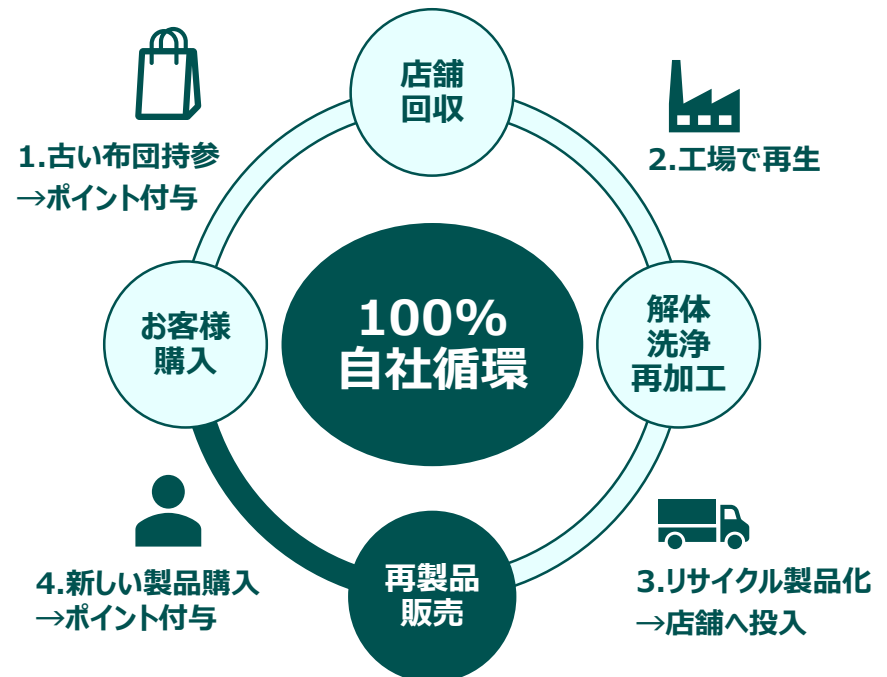 店舗
回収
1.古い布団持参
→ポイント付与
2.工場で再生
お客様
購入
100%
自社循環
解体
洗浄
再加工
4.新しい製品購入
→ポイント付与
再製品
販売
3.リサイクル製品化
→店舗へ投入